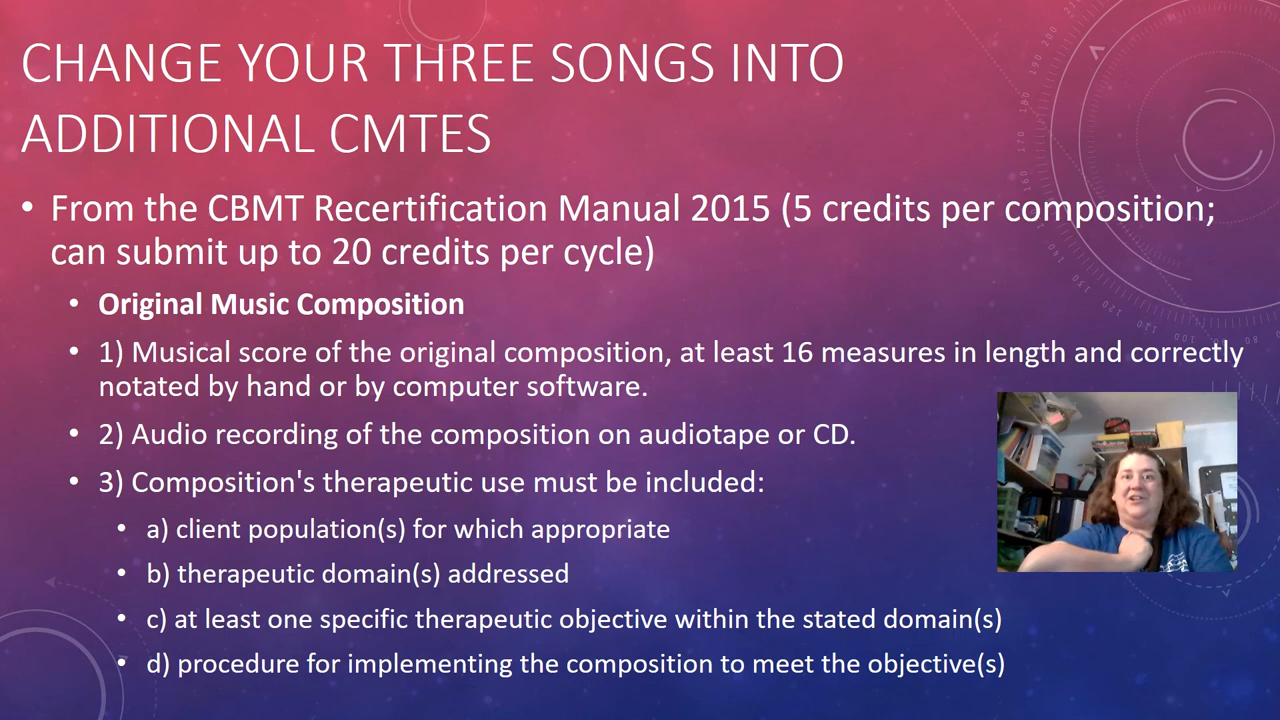 CHANGE YOUR THREE SONGS INTO
ADDITIONAL CMTES
• From the CBMT Recertification Manual 2015 (5 credits per composition;
can submit up to 20 credits per cycle)
• Original Music Composition
• 1) Musical score of the original composition, at least 16 measures in length and correctly
notated by hand or by computer software.
• 2) Audio recording of the composition on audiotape or CD.
• 3) Composition's therapeutic use must be included:
• a) client population(s) for which appropriate
• b) therapeutic domain(s) addressed
• c) at least one specific therapeutic objective within the stated domain(s)
• d) procedure for implementing the composition to meet the objective(s)